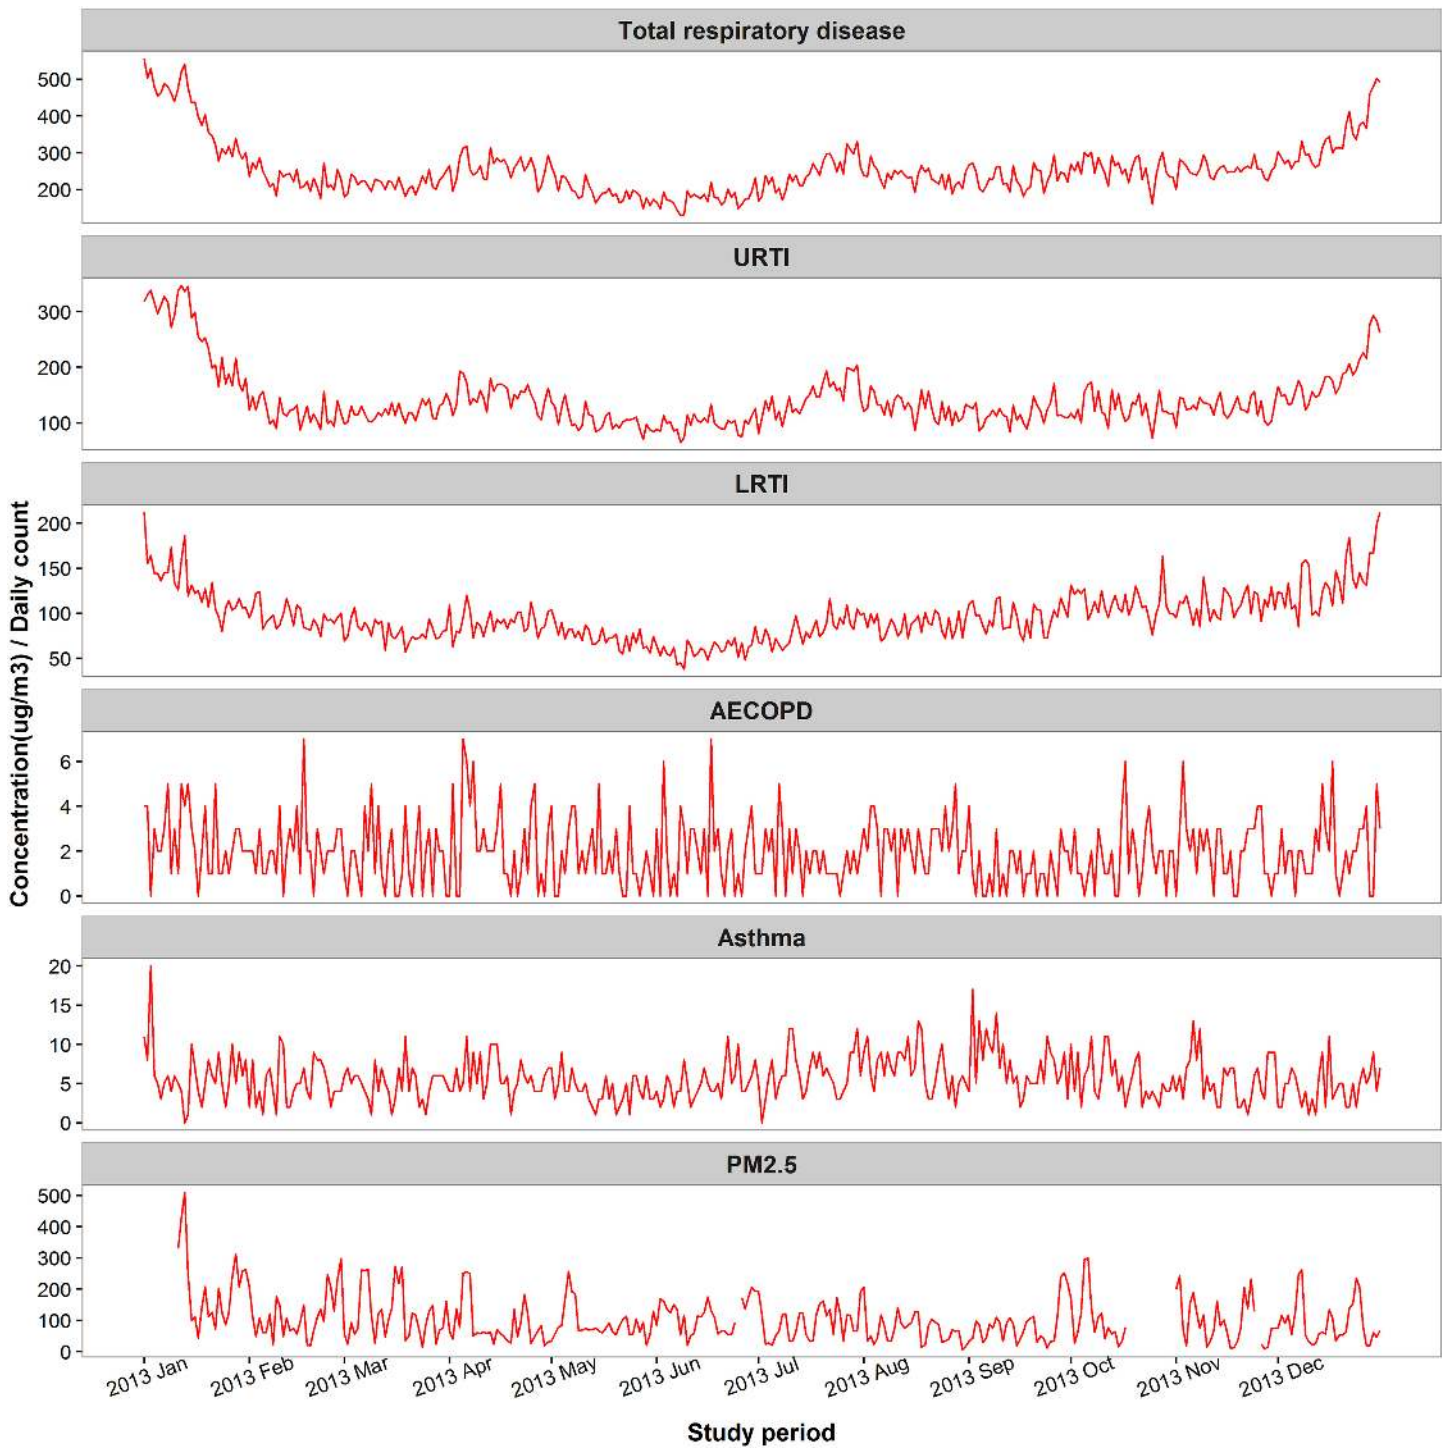 Total respiratory disease
500
400
300
200
URTI
300
200
100
LRTI
200
150
100
50
AECOPD
6
4
2
0
Asthma
20
15
10
5
0
PM2.5
500
400
300
200
100
0
Concentration(ug/m3) / Daily count
2013 Jan
2013 Feb
2013 Mar
2013 Apr
2013 May
2013 Jun
2013 Jul
2013 Aug
2013 Sep
2013 Oct
2013 Nov
2013 Dec
Study period